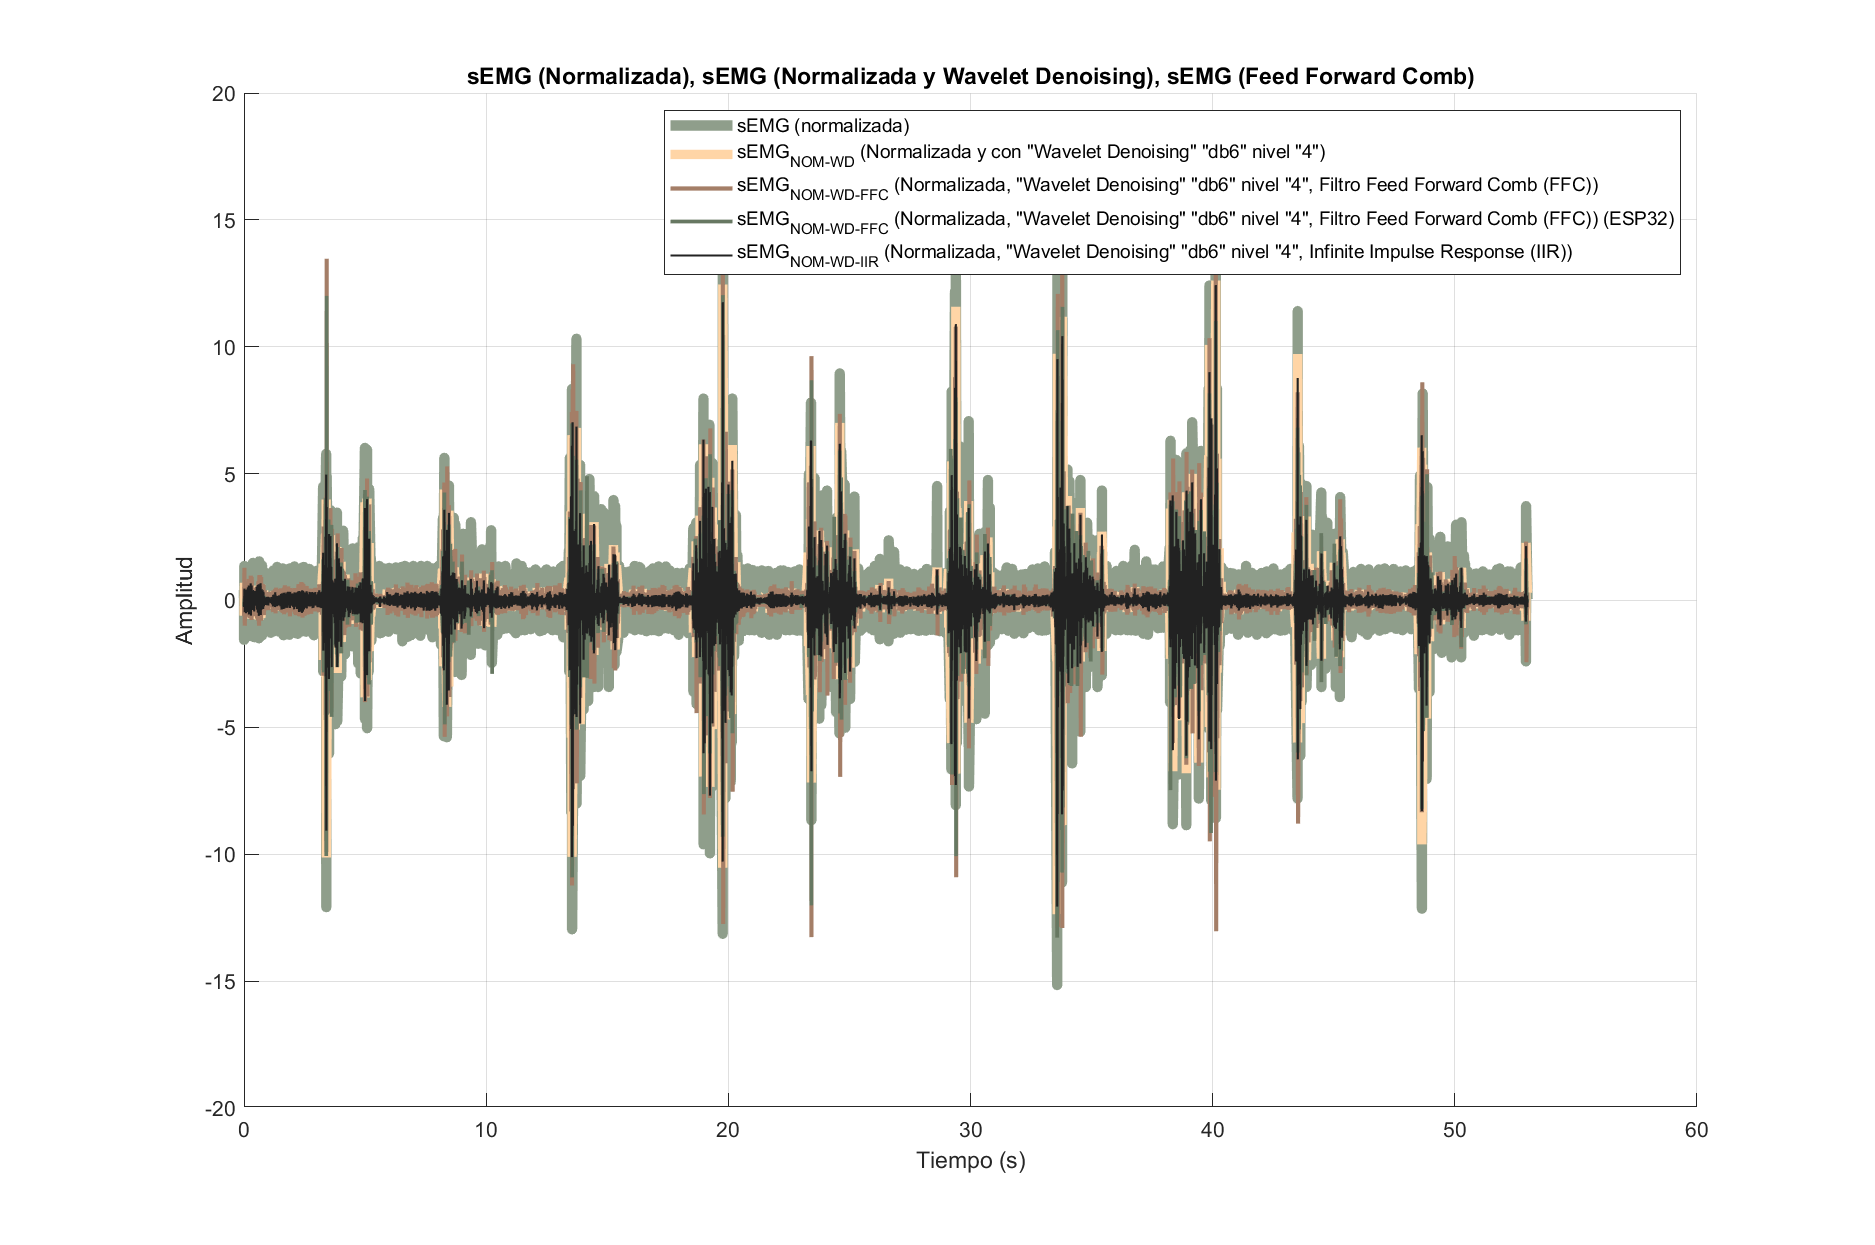 sEMG (Normalizada), sEMG (Normalizada y Wavelet Denoising), sEMG (Feed Forward Comb)
sEMG (normalizada)
sEMG_NOM-WD (Normalizada y con "Wavelet Denoising" "db6" nivel "4")
sEMG_NOM-WD-FFC (Normalizada, "Wavelet Denoising" "db6" nivel "4", Filtro Feed Forward Comb (FFC))
sEMG_NOM-WD-FFC (Normalizada, "Wavelet Denoising" "db6" nivel "4", Filtro Feed Forward Comb (FFC)) (ESP32)
sEMG_NOM-WD-IIR (Normalizada, "Wavelet Denoising" "db6" nivel "4", Infinite Impulse Response (IIR))
Amplitud
20
15
10
5
0
-5
-10
-15
-20
0 10 20 30 40 50 60
Tiempo (s)